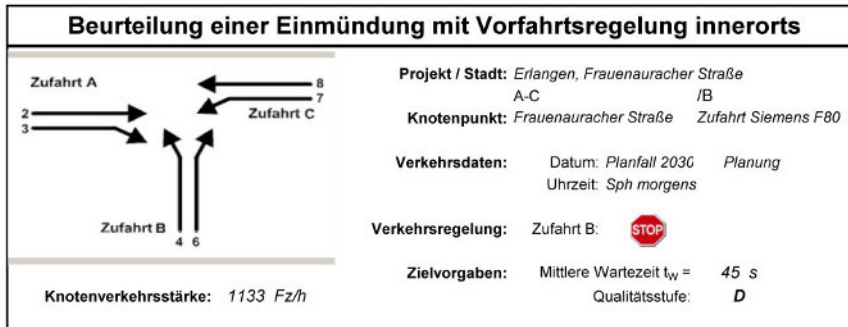 Beurteilung einer Einmündung mit Vorfahrtsregelung innerorts
Zufahrt A
8
7
2
3
Zufahrt C
Zufahrt B
4 6
Knotenverkehrsstärke: 1133 Fz/h
Projekt / Stadt: Erlangen, Frauenauracher Straße
A-C /B
Knotenpunkt: Frauenauracher Straße Zufahrt Siemens F80
Verkehrsdaten: Datum: Planfall 2030 Planung
Uhrzeit: Sph morgens
Verkehrsregelung: Zufahrt B: STOP
Zielvorgaben: Mittlere Wartezeit tw = 45 s
Qualitätsstufe: D